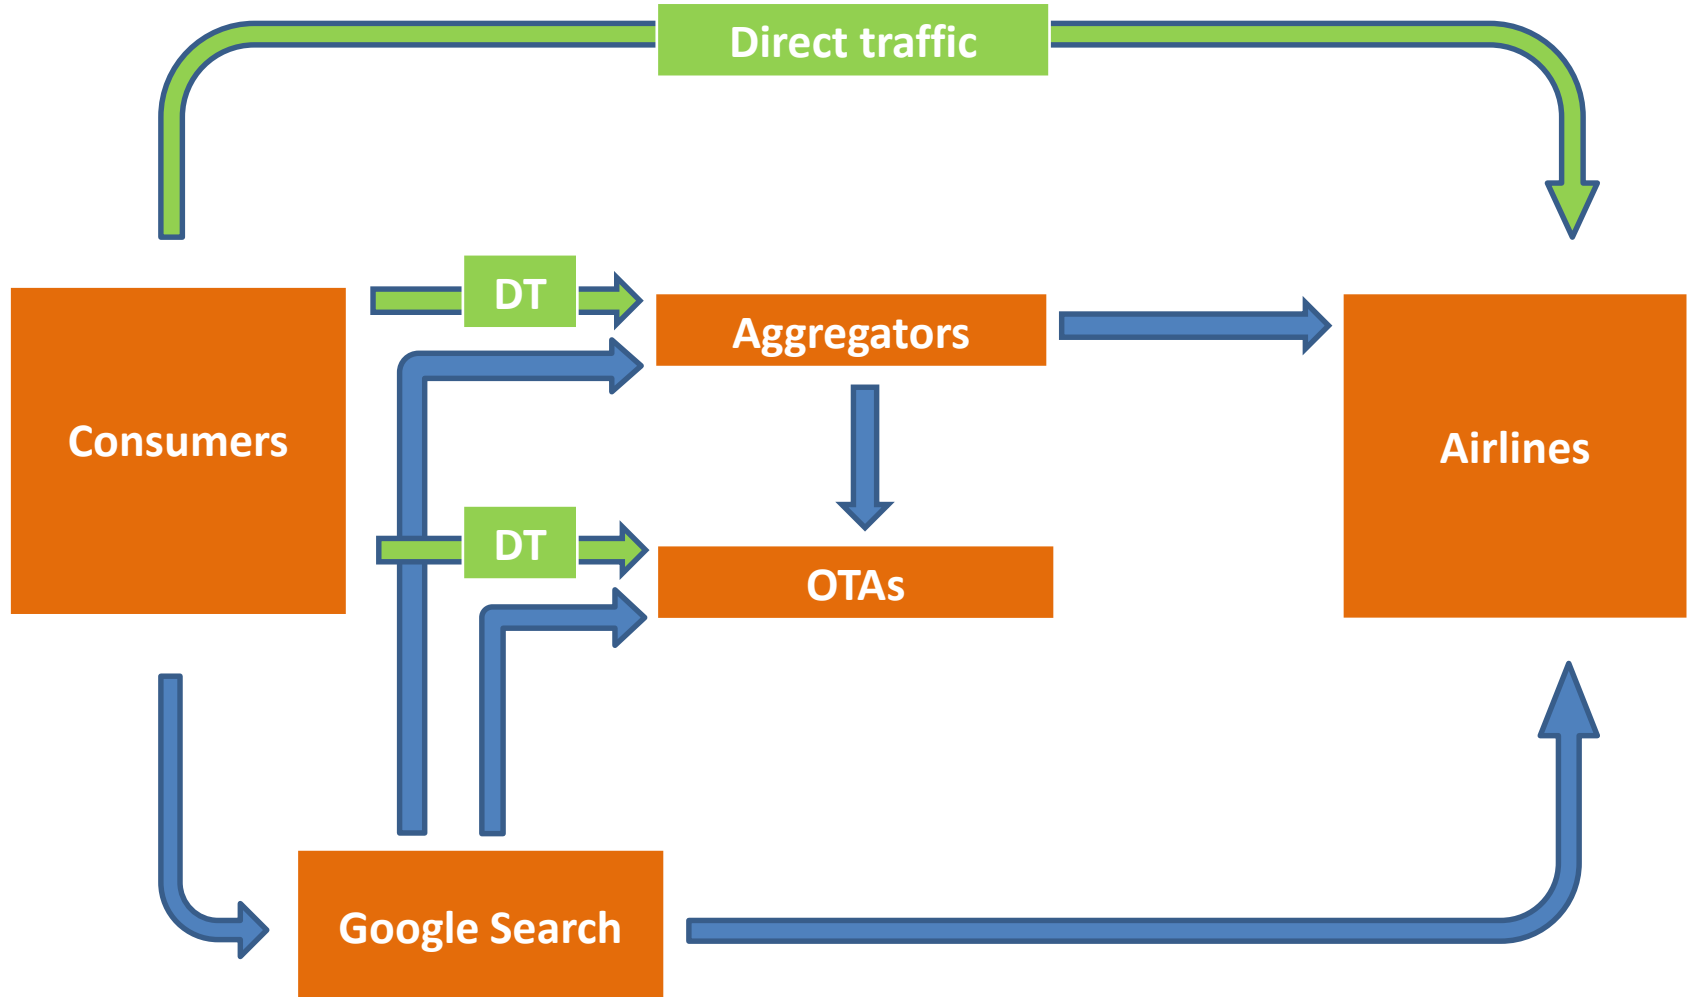 Direct traffic
DT
Aggregators
Consumers
Airlines
DT
OTAs
Google Search